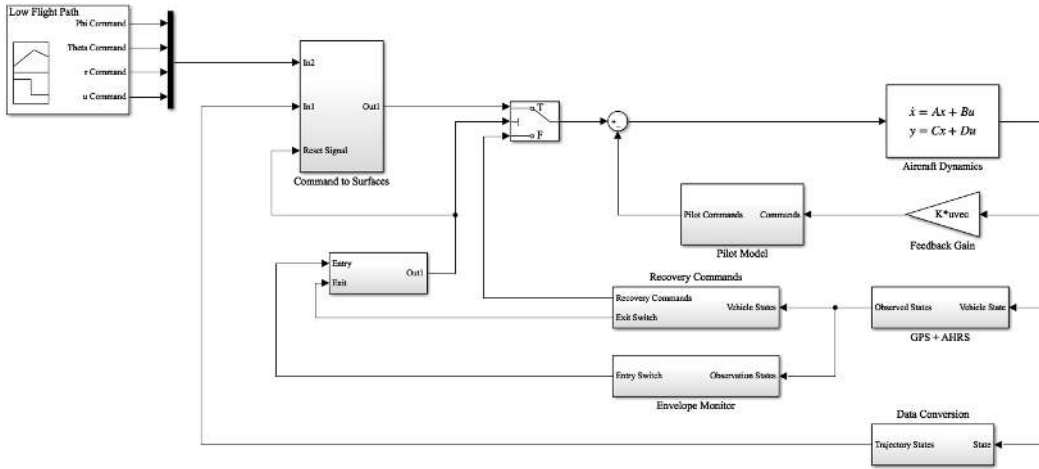 Low Flight Path
Phi Command
Theta Command
r Command
u Command
In2
In1
Out1
Reset Signal
Command to Surfaces
T
F
+
-
ẋ = Ax + Bu
y = Cx + Du
Aircraft Dynamics
Pilot Commands
Commands
Pilot Model
K*uvec
Feedback Gain
Entry
Exit
Out1
Recovery Commands
Recovery Commands
Vehicle States
Exit Switch
Observed States
Vehicle State
GPS + AHRS
Entry Switch
Observation States
Envelope Monitor
Data Conversion
Trajectory States
State